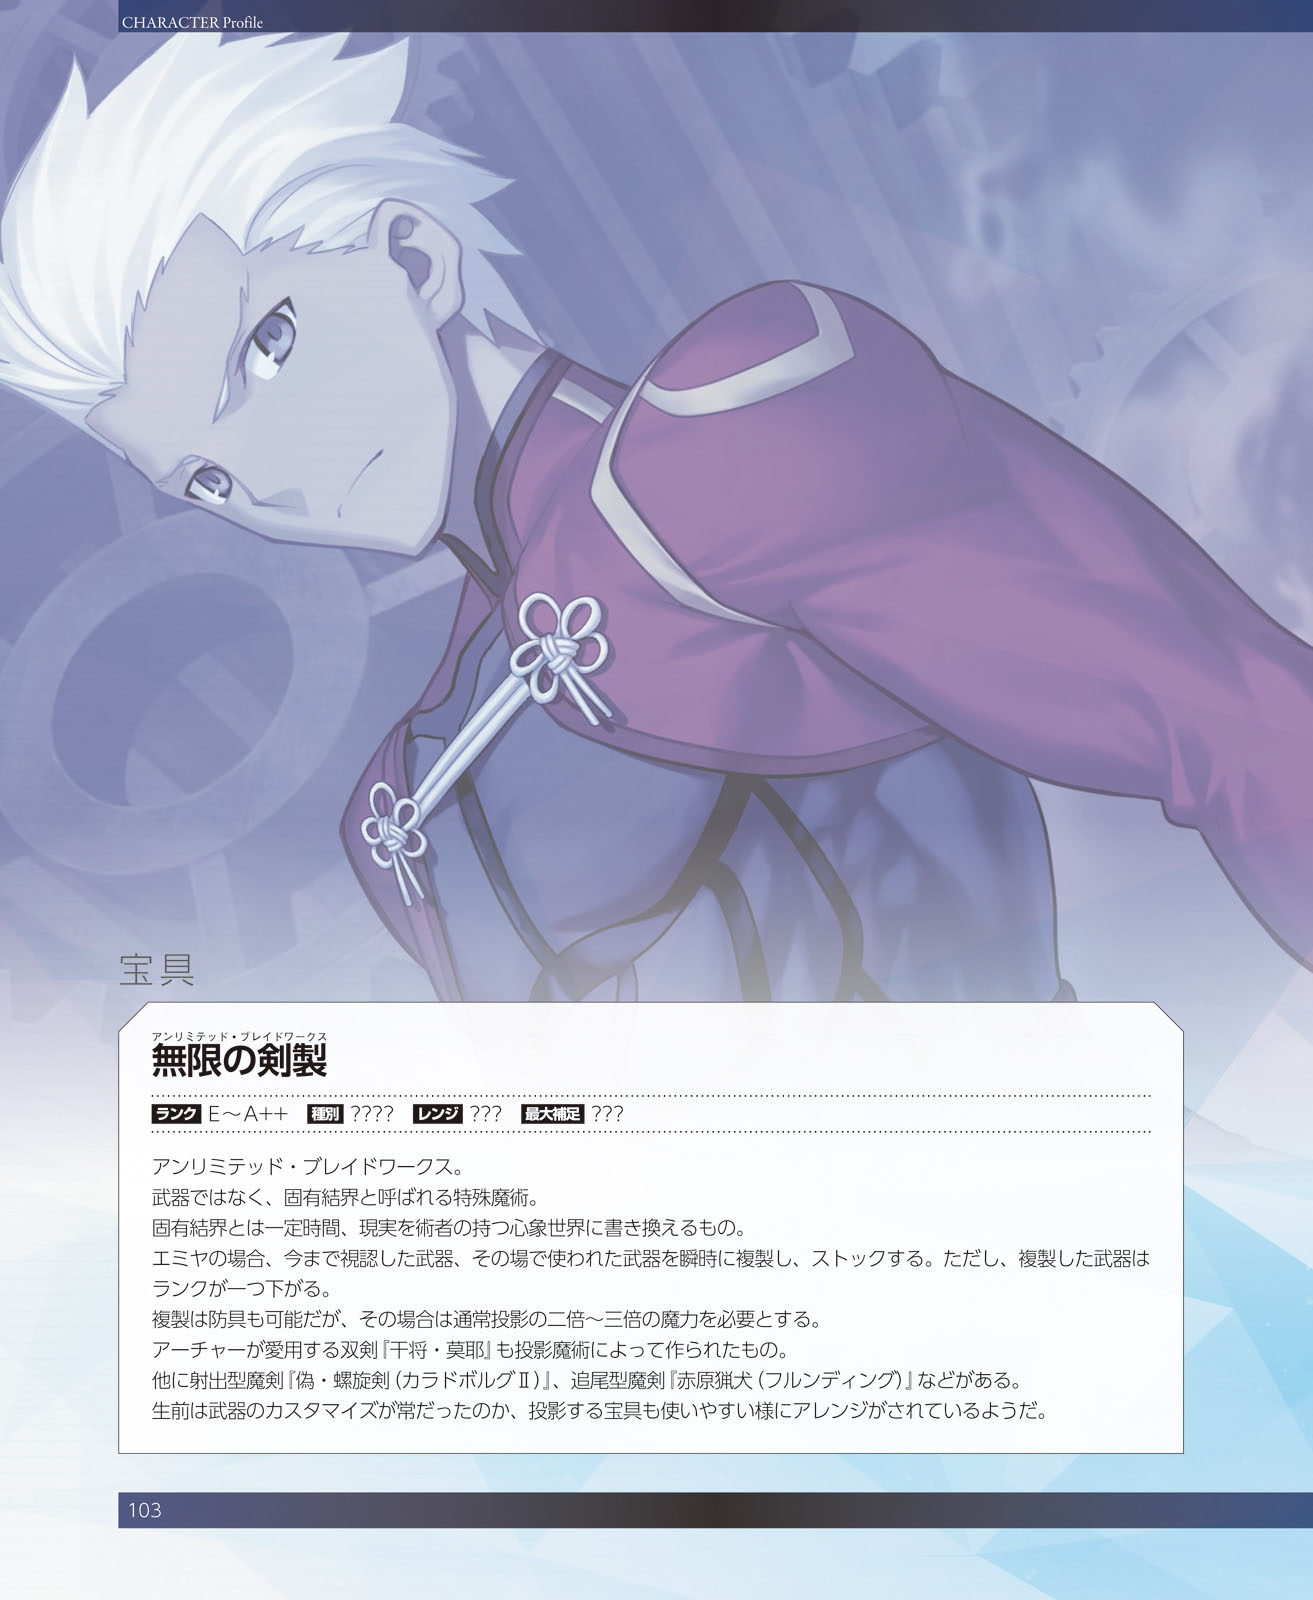 CHARACTER Profile
宝具
アンリミテッド・ブレイドワークス
無限の剣製
ランク E～A++ 種別 ???? レンジ ??? 最大補足 ???
アンリミテッド・ブレイドワークス。
武器ではなく、固有結界と呼ばれる特殊魔術。
固有結界とは一定時間、現実を術者の持つ心象世界に書き換えるもの。
エミヤの場合、今まで視認した武器、その場で使われた武器を瞬時に複製し、ストックする。ただし、複製した武器は
ランクが一つ下がる。
複製は防具も可能だが、その場合は通常投影の二倍～三倍の魔力を必要とする。
アーチャーが愛用する双剣『干将・莫耶』も投影魔術によって作られたもの。
他に射出型魔剣『偽・螺旋剣（カラドボルグⅡ）』、追尾型魔剣『赤原猟犬（フルンディング）』などがある。
生前は武器のカスタマイズが常だったのか、投影する宝具も使いやすい様にアレンジがされているようだ。
103